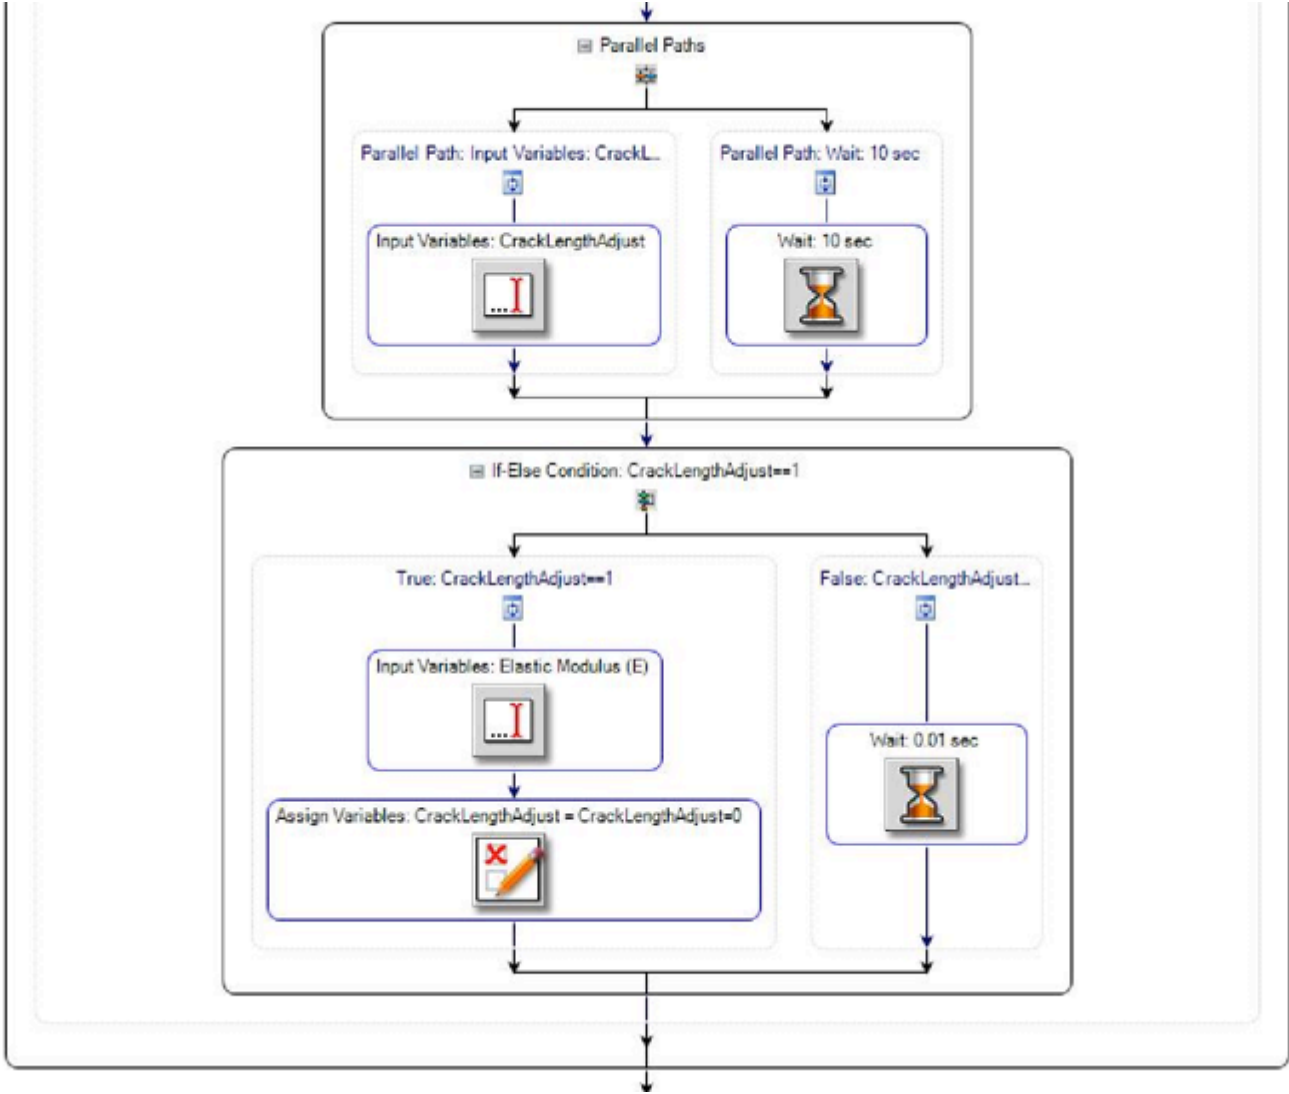 Parallel Paths
Parallel Path: Input Variables: CrackL...
Parallel Path: Wait: 10 sec
Input Variables: CrackLengthAdjust
Wait: 10 sec
If-Else Condition: CrackLengthAdjust==1
True: CrackLengthAdjust==1
False: CrackLengthAdjust...
Input Variables: Elastic Modulus (E)
Wait: 0.01 sec
Assign Variables: CrackLengthAdjust = CrackLengthAdjust=0